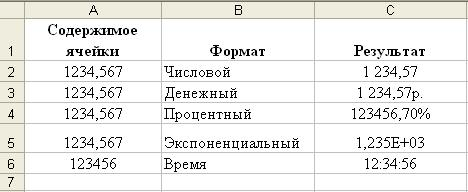 A B C
1 Содержимое ячейки Формат Результат
2 1234,567 Числовой 1 234,57
3 1234,567 Денежный 1 234,57р.
4 1234,567 Процентный 123456,70%
5 1234,567 Экспоненциальный 1,235E+03
6 123456 Время 12:34:56
7